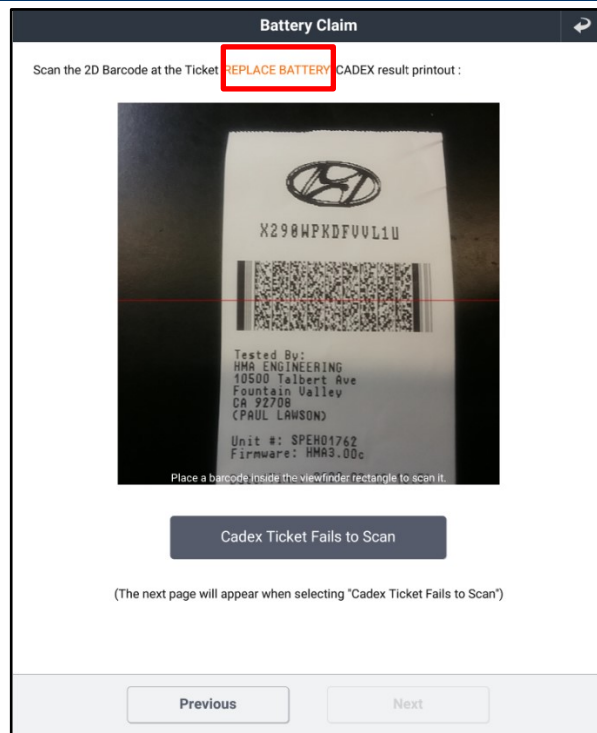 Battery Claim
Scan the 2D Barcode at the Ticket REPLACE BATTERY CADEX result printout :
X298WPKDFVVL1U
Tested By:
HMA ENGINEERING
10500 Talbert Ave
Fountain Valley
CA 92708
(PAUL LAWSON)
Unit #: SPEH01762
Firmware: HMA3.00c
Place a barcode inside the viewfinder rectangle to scan it.
Cadex Ticket Fails to Scan
(The next page will appear when selecting "Cadex Ticket Fails to Scan")
Previous
Next